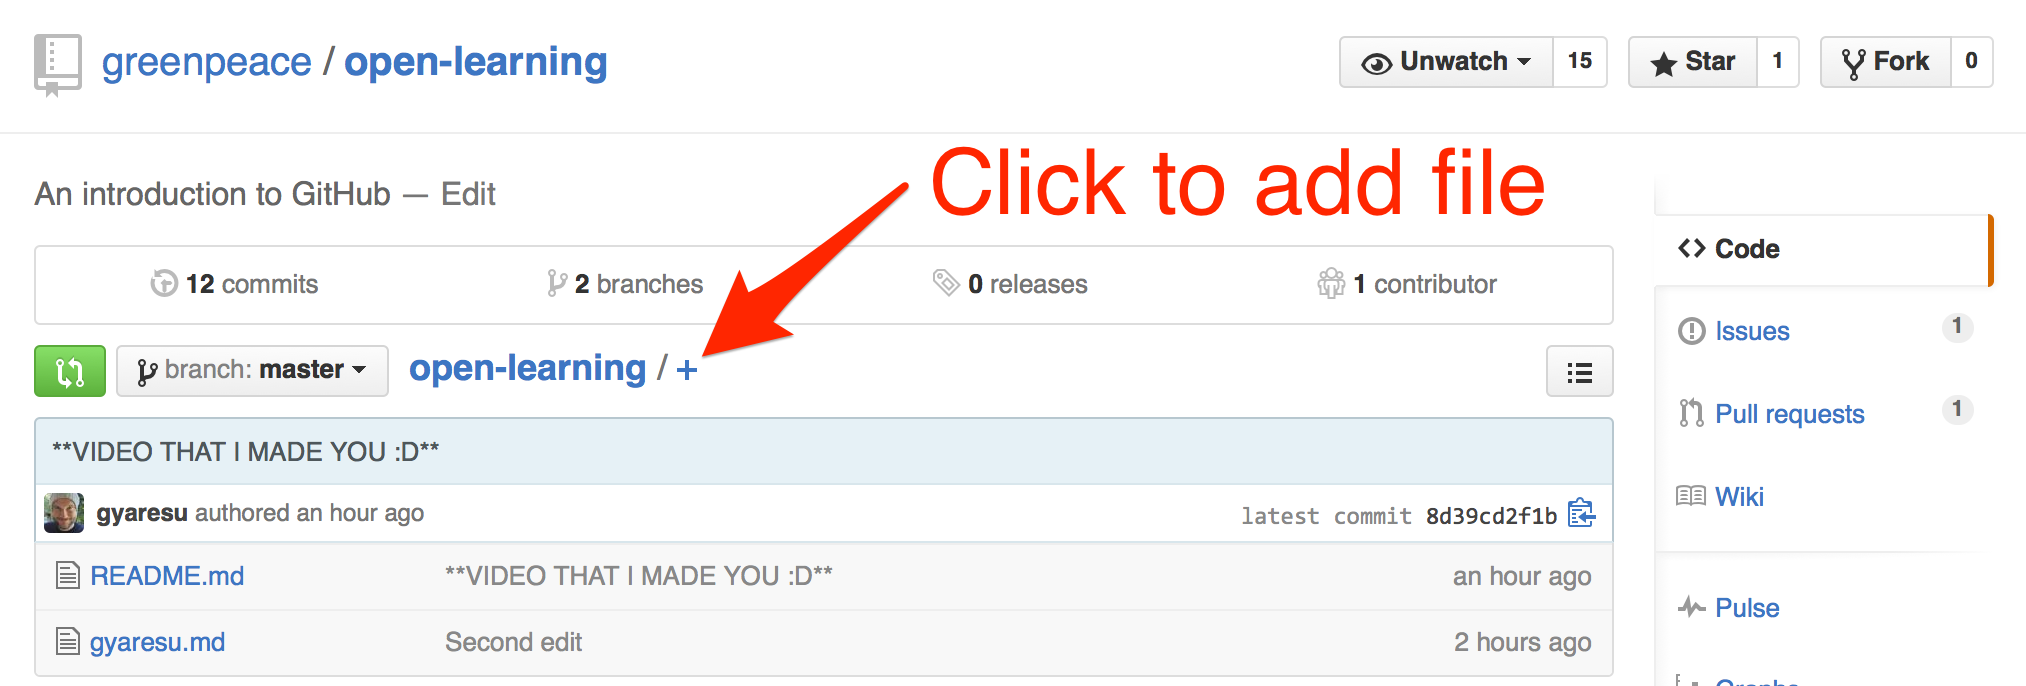 greenpeace / open-learning
Unwatch 15 Star 1 Fork 0
Click to add file
An introduction to GitHub — Edit
12 commits 2 branches 0 releases 1 contributor
branch: master open-learning / +
**VIDEO THAT I MADE YOU :D**
gyaresu authored an hour ago latest commit 8d39cd2f1b
README.md **VIDEO THAT I MADE YOU :D** an hour ago
gyaresu.md Second edit 2 hours ago
Code
Issues 1
Pull requests 1
Wiki
Pulse
Graphs